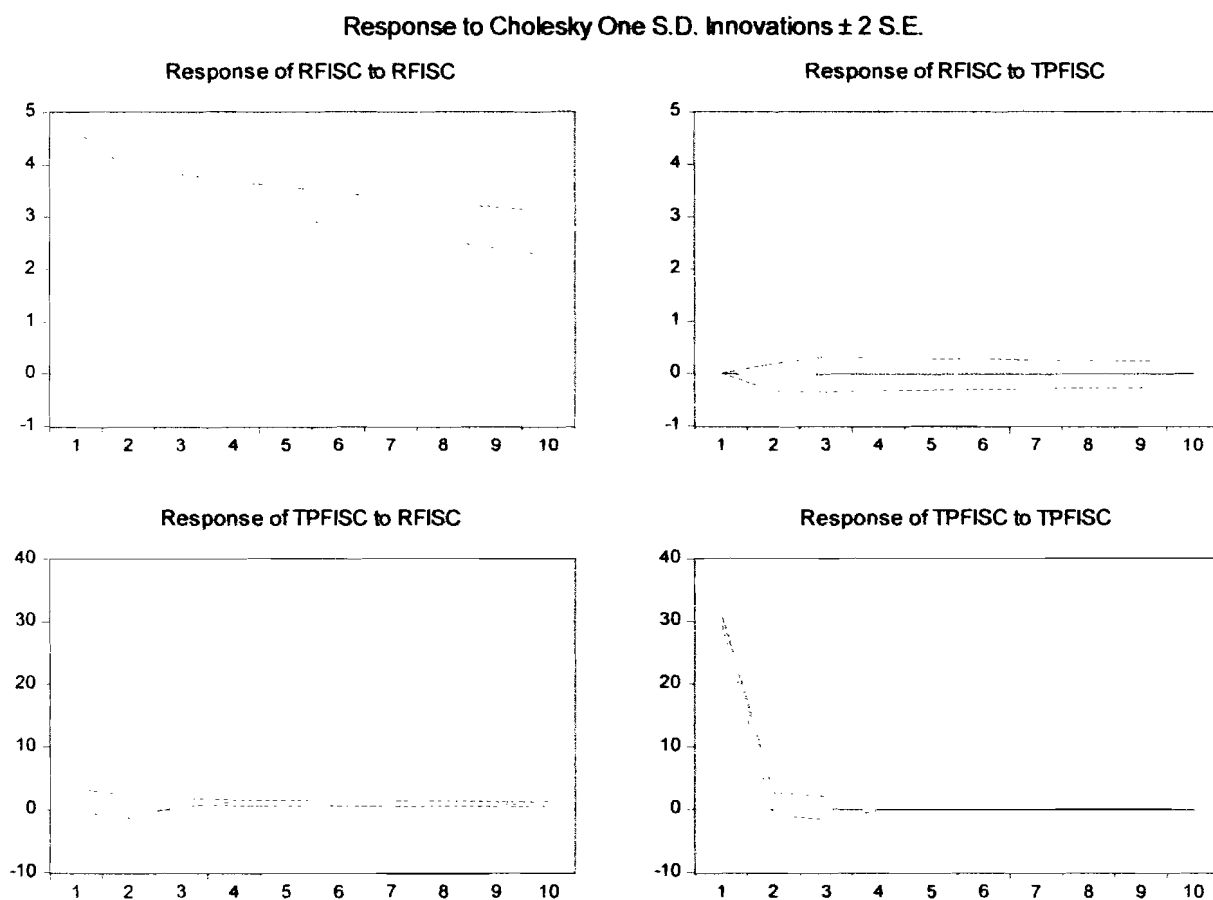 Response to Cholesky One S.D. Innovations ± 2 S.E.
Response of RFISC to RFISC
5
4
3
2
1
0
-1
1 2 3 4 5 6 7 8 9 10
Response of RFISC to TPFISC
5
4
3
2
1
0
-1
1 2 3 4 5 6 7 8 9 10
Response of TPFISC to RFISC
40
30
20
10
0
-10
1 2 3 4 5 6 7 8 9 10
Response of TPFISC to TPFISC
40
30
20
10
0
-10
1 2 3 4 5 6 7 8 9 10